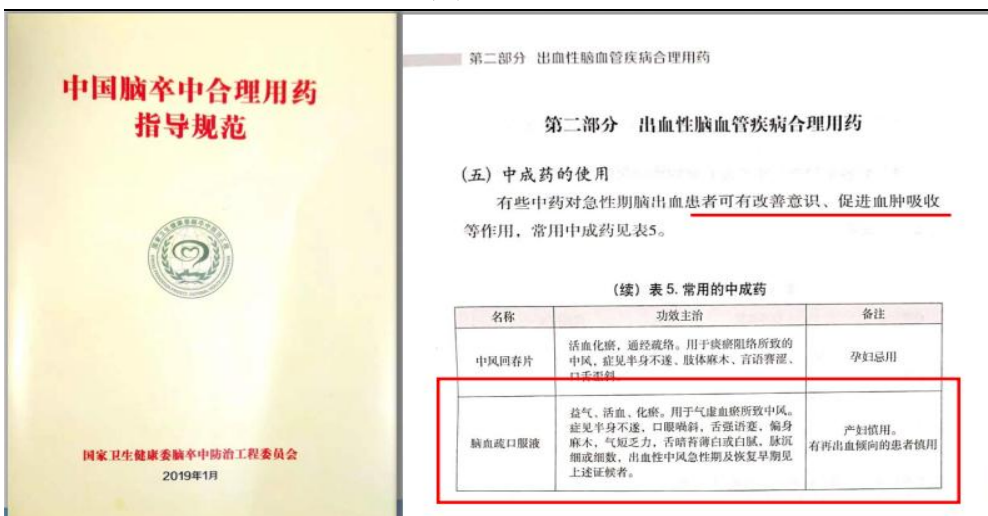 中国脑卒中合理用药
指导规范
国家卫生健康委脑卒中防治工程委员会
2019年1月
第二部分 出血性脑血管疾病合理用药
第二部分 出血性脑血管疾病合理用药
(五) 中成药的使用
有些中药对急性期脑出血患者可有改善意识、促进血肿吸收
等作用，常用中成药见表5。
（续）表 5. 常用的中成药
名称 功效主治 备注
活血化瘀，通经疏络。用于痰瘀阻络所致的
中风回春片 中风，症见半身不遂、肢体麻木、言语謇涩、 孕妇忌用
口舌歪斜。
益气、活血、化瘀。用于气虚血瘀所致中风。
症见半身不遂，口眼喎斜，舌强语蹇，偏身 产妇慎用。
脑血疏口服液 麻木，气短乏力，舌暗苔薄白或白腻，脉沉 有再出血倾向的患者慎用
细或细数，出血性中风急性期及恢复早期见
上述证候者。